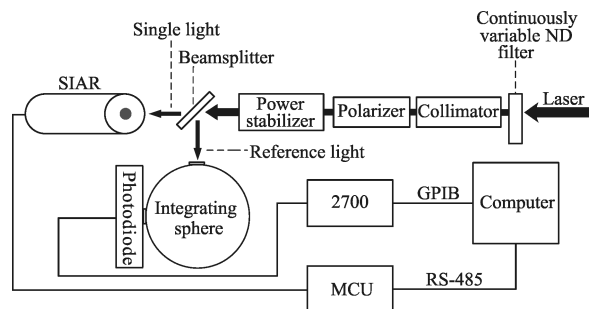 Continuously
variable ND
filter
Single light
Beamsplitter
SIAR
Laser
Power
stabilizer
Polarizer
Collimator
Reference light
Photodiode
Integrating
sphere
2700
GPIB
Computer
MCU
RS-485